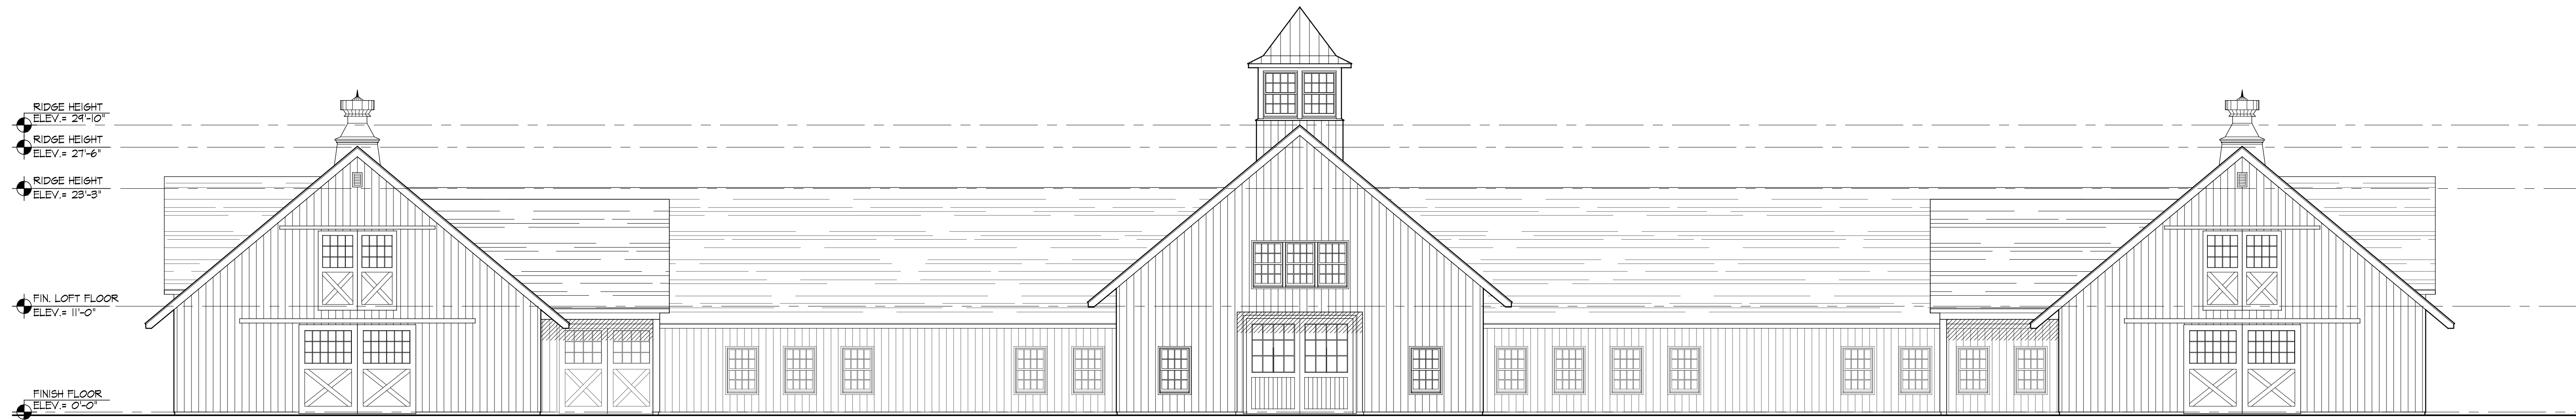 RIDGE HEIGHT
ELEV.= 29'-10"
RIDGE HEIGHT
ELEV.= 27'-6"
RIDGE HEIGHT
ELEV.= 23'-3"
FIN. LOFT FLOOR
ELEV.= 11'-0"
FINISH FLOOR
ELEV.= 0'-0"